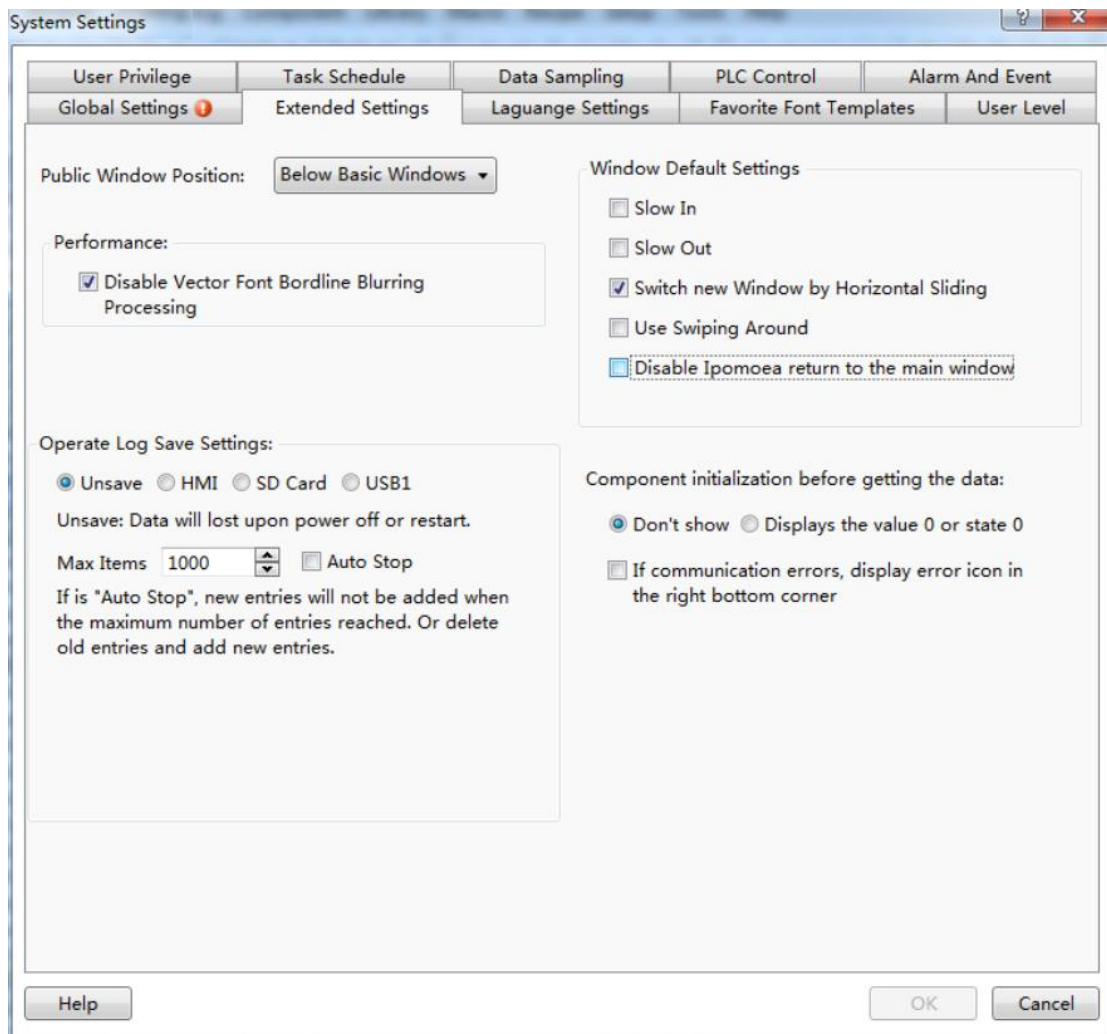 System Settings
User Privilege
Task Schedule
Data Sampling
PLC Control
Alarm And Event
Global Settings
Extended Settings
Laguange Settings
Favorite Font Templates
User Level
Public Window Position:
Below Basic Windows
Performance:
Disable Vector Font Bordline Blurring
Processing
Window Default Settings
Slow In
Slow Out
Switch new Window by Horizontal Sliding
Use Swiping Around
Disable Ipomoea return to the main window
Operate Log Save Settings:
Unsave HMI SD Card USB1
Unsave: Data will lost upon power off or restart.
Max Items 1000 Auto Stop
If is "Auto Stop", new entries will not be added when
the maximum number of entries reached. Or delete
old entries and add new entries.
Component initialization before getting the data:
Don't show Displays the value 0 or state 0
If communication errors, display error icon in
the right bottom corner
Help
OK
Cancel